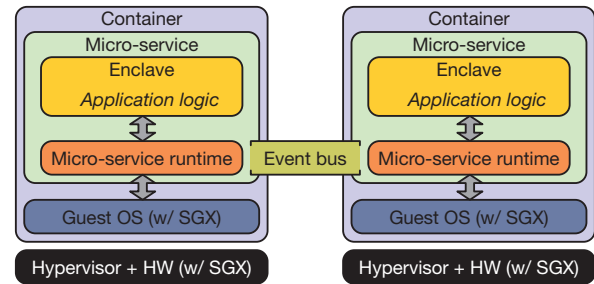 Container
Micro-service
Enclave
Application logic
Micro-service runtime
Guest OS (w/ SGX)
Hypervisor + HW (w/ SGX)
Event bus
Container
Micro-service
Enclave
Application logic
Micro-service runtime
Guest OS (w/ SGX)
Hypervisor + HW (w/ SGX)